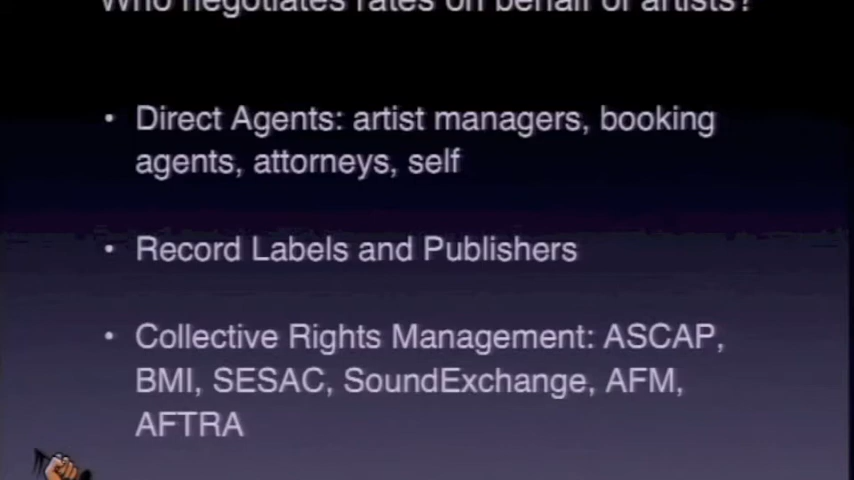 Who negotiates rates on behalf of artists?
• Direct Agents: artist managers, booking
agents, attorneys, self
• Record Labels and Publishers
• Collective Rights Management: ASCAP,
BMI, SESAC, SoundExchange, AFM,
AFTRA